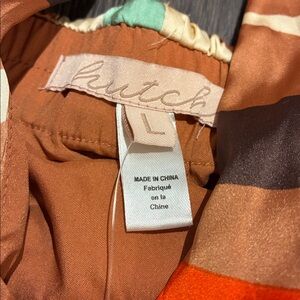 hutch
L
MADE IN CHINA
Fabriqué
en la
Chine